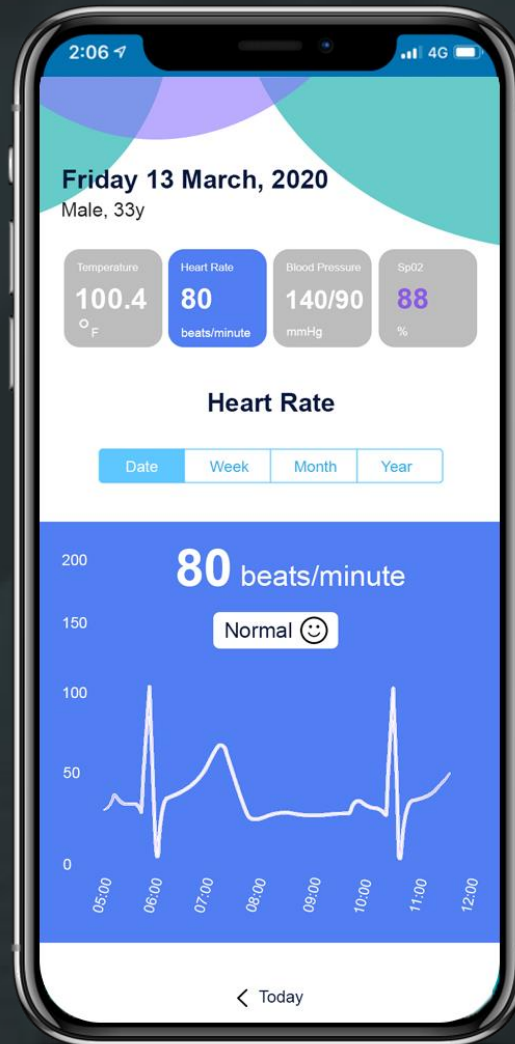 2:06
4G
Friday 13 March, 2020
Male, 33y
Temperature
100.4
°F
Heart Rate
80
beats/minute
Blood Pressure
140/90
mmHg
Sp02
88
%
Heart Rate
Date Week Month Year
80 beats/minute
Normal
200
150
100
50
0
05:00 06:00 07:00 08:00 09:00 10:00 11:00 12:00
Today